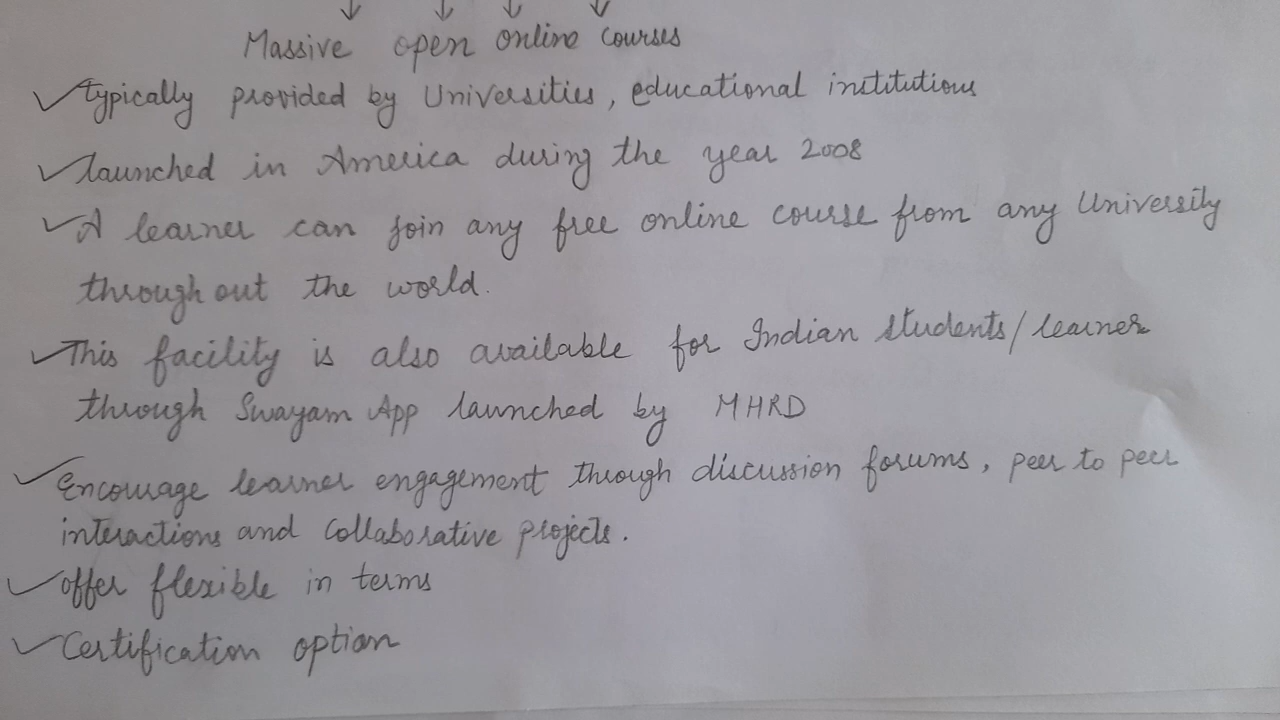 Massive open online courses
typically provided by Universities, educational institutions
launched in America during the year 2008
A learner can join any free online course from any University
throughout the world.
This facility is also available for Indian students/learner
through Swayam App launched by MHRD
Encourage learner engagement through discussion forums, peer to peer
interactions and collaborative projects.
offer flexible in terms
Certification option